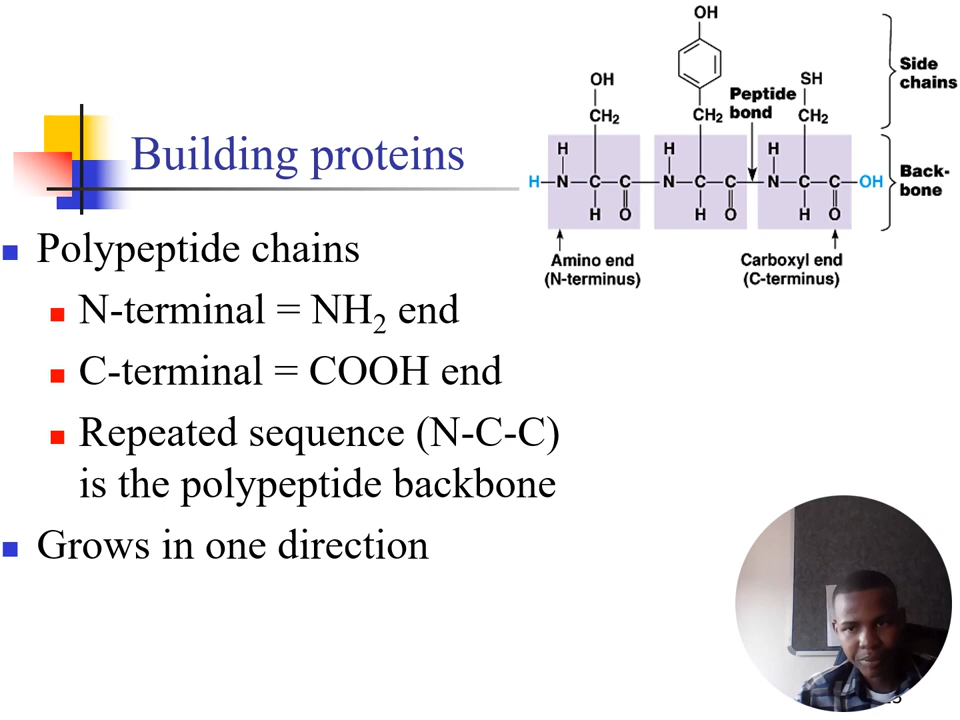 Building proteins
Polypeptide chains
N-terminal = NH₂ end
C-terminal = COOH end
Repeated sequence (N-C-C)
is the polypeptide backbone
Grows in one direction
OH
OH
SH
Side
chains
Peptide
bond
CH₂
CH₂
CH₂
H
H
H
Back-
bone
H–N–C–C–N–C–C–N–C–C–OH
H O H O H O
Amino end
(N-terminus)
Carboxyl end
(C-terminus)